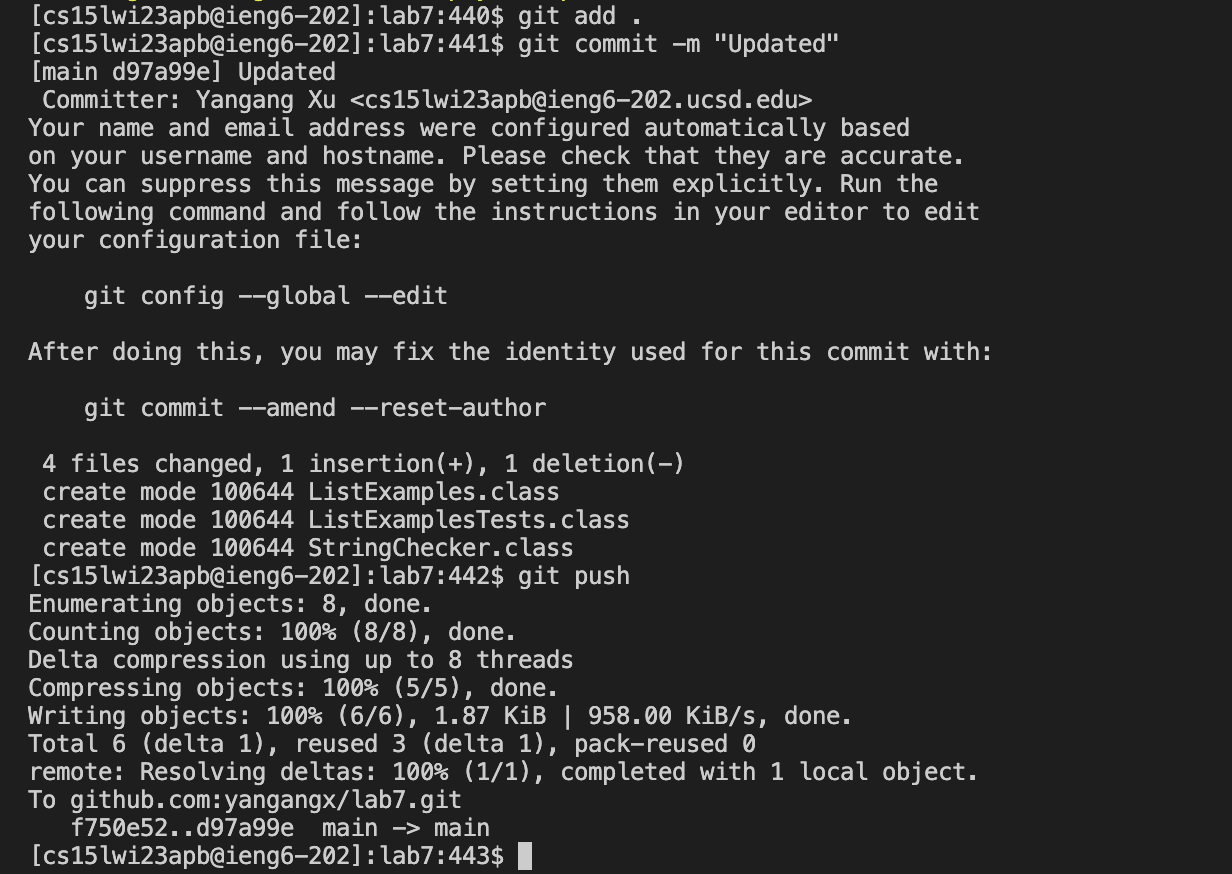 [cs15lwi23apb@ieng6-202]:lab7:440$ git add .
[cs15lwi23apb@ieng6-202]:lab7:441$ git commit -m "Updated"
[main d97a99e] Updated
 Committer: Yangang Xu <cs15lwi23apb@ieng6-202.ucsd.edu>
Your name and email address were configured automatically based
on your username and hostname. Please check that they are accurate.
You can suppress this message by setting them explicitly. Run the
following command and follow the instructions in your editor to edit
your configuration file:

    git config --global --edit

After doing this, you may fix the identity used for this commit with:

    git commit --amend --reset-author

 4 files changed, 1 insertion(+), 1 deletion(-)
 create mode 100644 ListExamples.class
 create mode 100644 ListExamplesTests.class
 create mode 100644 StringChecker.class
[cs15lwi23apb@ieng6-202]:lab7:442$ git push
Enumerating objects: 8, done.
Counting objects: 100% (8/8), done.
Delta compression using up to 8 threads
Compressing objects: 100% (5/5), done.
Writing objects: 100% (6/6), 1.87 KiB | 958.00 KiB/s, done.
Total 6 (delta 1), reused 3 (delta 1), pack-reused 0
remote: Resolving deltas: 100% (1/1), completed with 1 local object.
To github.com:yangangx/lab7.git
   f750e52..d97a99e  main -> main
[cs15lwi23apb@ieng6-202]:lab7:443$